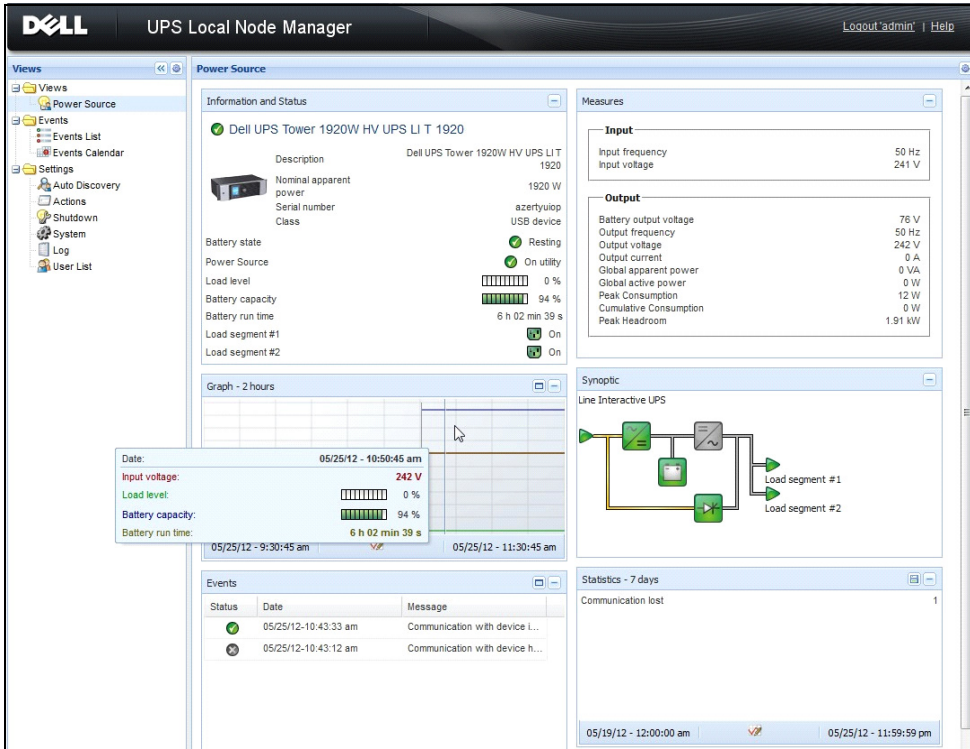 DELL
UPS Local Node Manager
Logout 'admin' | Help
Views
Views
Power Source
Events
Events List
Events Calendar
Settings
Auto Discovery
Actions
Shutdown
System
Log
User List
Power Source
Information and Status
Dell UPS Tower 1920W HV UPS LI T 1920
Description Dell UPS Tower 1920W HV UPS LI T
1920
Nominal apparent
power 1920 W
Serial number azertyuiop
Class USB device
Battery state Resting
Power Source On utility
Load level 0 %
Battery capacity 94 %
Battery run time 6 h 02 min 39 s
Load segment #1 On
Load segment #2 On
Measures
Input
Input frequency 50 Hz
Input voltage 241 V
Output
Battery output voltage 76 V
Output frequency 50 Hz
Output voltage 242 V
Output current 0 A
Global apparent power 0 VA
Global active power 0 W
Peak Consumption 12 W
Cumulative Consumption 0 W
Peak Headroom 1.91 kW
Graph - 2 hours
Date: 05/25/12 - 10:50:45 am
Input voltage: 242 V
Load level: 0 %
Battery capacity: 94 %
Battery run time: 6 h 02 min 39 s
05/25/12 - 9:30:45 am 05/25/12 - 11:30:45 am
Synoptic
Line Interactive UPS
Load segment #1
Load segment #2
Events
Status Date Message
05/25/12-10:43:33 am Communication with device i...
05/25/12-10:43:12 am Communication with device h...
Statistics - 7 days
Communication lost 1
05/19/12 - 12:00:00 am 05/25/12 - 11:59:59 pm